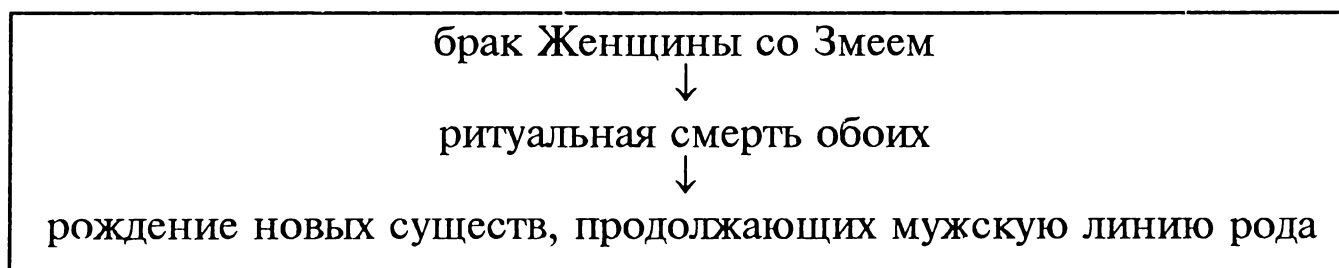 брак Женщины со Змеем
↓
ритуальная смерть обоих
↓
рождение новых существ, продолжающих мужскую линию рода